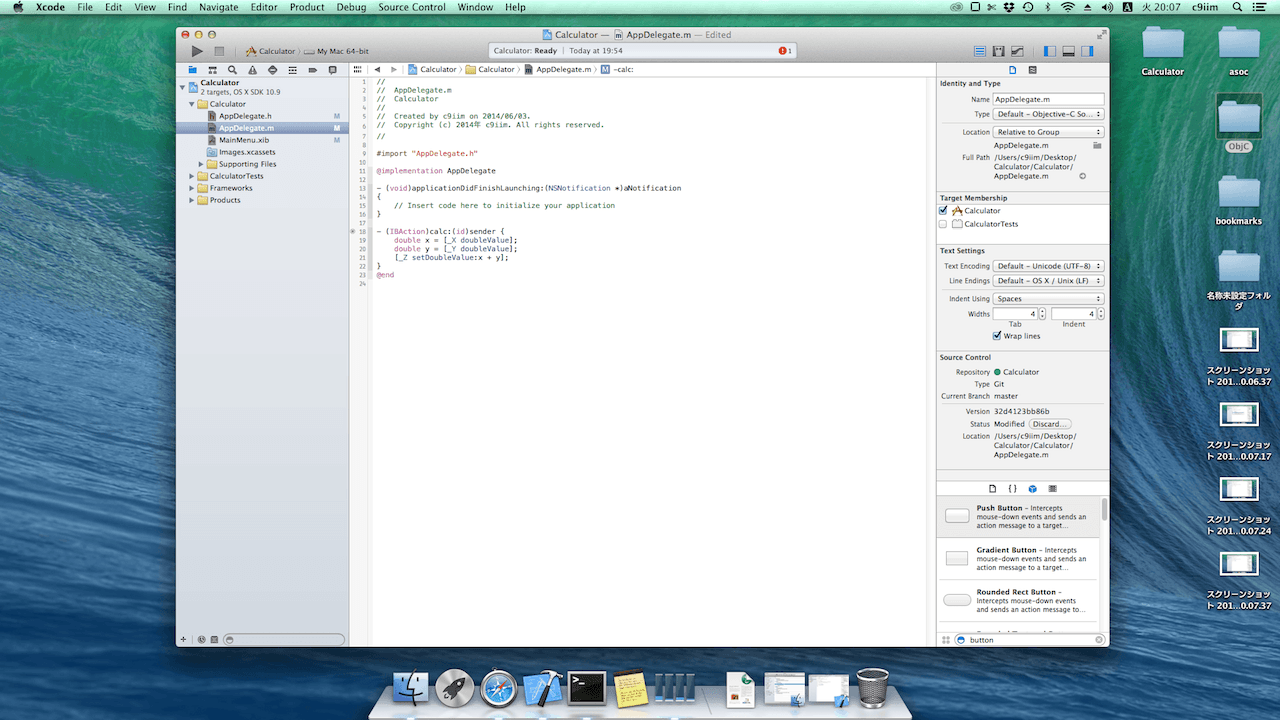 Xcode File Edit View Find Navigate Editor Product Debug Source Control Window Help A 火 20:07 c9iim
Calculator — AppDelegate.m — Edited
Calculator My Mac 64-bit
Calculator: Ready | Today at 19:54 1
Calculator Calculator AppDelegate.m M -calc:
Calculator
2 targets, OS X SDK 10.9
Calculator
AppDelegate.h M
AppDelegate.m M
MainMenu.xib M
Images.xcassets
Supporting Files
CalculatorTests
Frameworks
Products
1 //
2 // AppDelegate.m
3 // Calculator
4 //
5 // Created by c9iim on 2014/06/03.
6 // Copyright (c) 2014年 c9iim. All rights reserved.
7 //
8
9 #import "AppDelegate.h"
10
11 @implementation AppDelegate
12
13 - (void)applicationDidFinishLaunching:(NSNotification *)aNotification
14 {
15 // Insert code here to initialize your application
16 }
17
18 - (IBAction)calc:(id)sender {
19 double x = [_X doubleValue];
20 double y = [_Y doubleValue];
21 [_Z setDoubleValue:x + y];
22 }
23 @end
24
Identity and Type
Name AppDelegate.m
Type Default - Objective-C So...
Location Relative to Group
AppDelegate.m
Full Path /Users/c9iim/Desktop/
Calculator/Calculator/
AppDelegate.m
Target Membership
Calculator
CalculatorTests
Text Settings
Text Encoding Default - Unicode (UTF-8)
Line Endings Default - OS X / Unix (LF)
Indent Using Spaces
Widths 4 4
Tab Indent
Wrap lines
Source Control
Repository Calculator
Type Git
Current Branch master
Version 32d4123bb86b
Status Modified Discard...
Location /Users/c9iim/Desktop/
Calculator/Calculator/
AppDelegate.m
{ }
Push Button - Intercepts
mouse-down events and sends an
action message to a target...
Gradient Button - Intercepts
mouse-down events and sends an
action message to a target...
Rounded Rect Button -
Intercepts mouse-down events
and sends an action message to...
button
Calculator
asoc
ObjC
bookmarks
名称未設定フォル
ダ
スクリーンショッ
ト 201...0.06.37
スクリーンショッ
ト 201...0.07.17
スクリーンショッ
ト 201...0.07.24
スクリーンショッ
ト 201...0.07.37